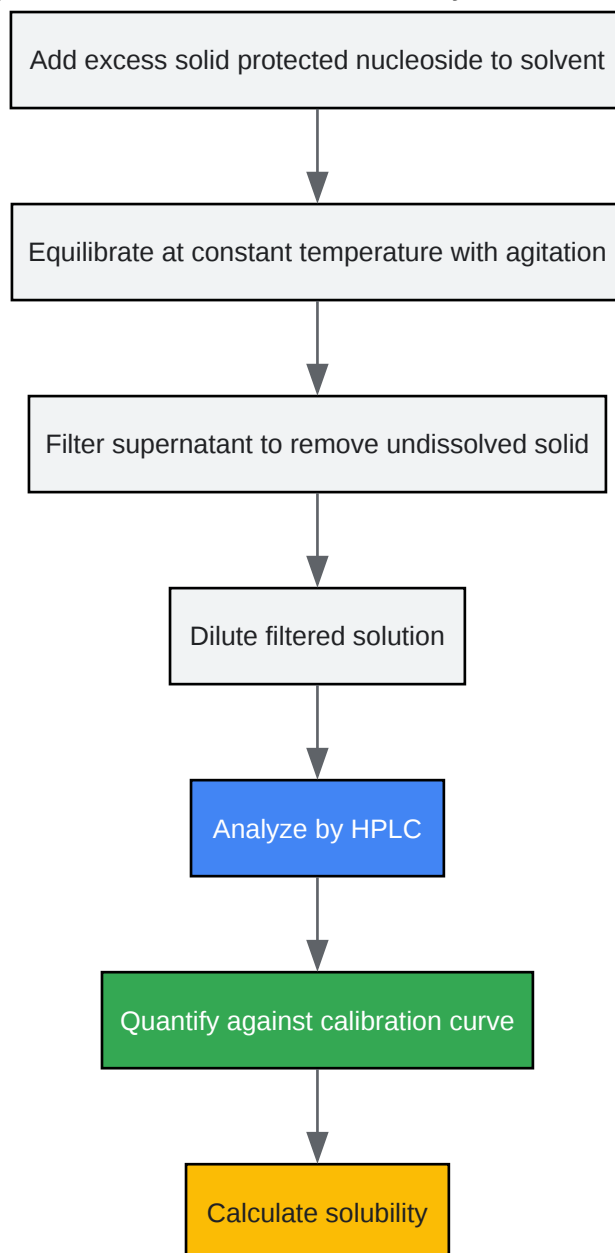 Add excess solid protected nucleoside to solvent
Equilibrate at constant temperature with agitation
Filter supernatant to remove undissolved solid
Dilute filtered solution
Analyze by HPLC
Quantify against calibration curve
Calculate solubility